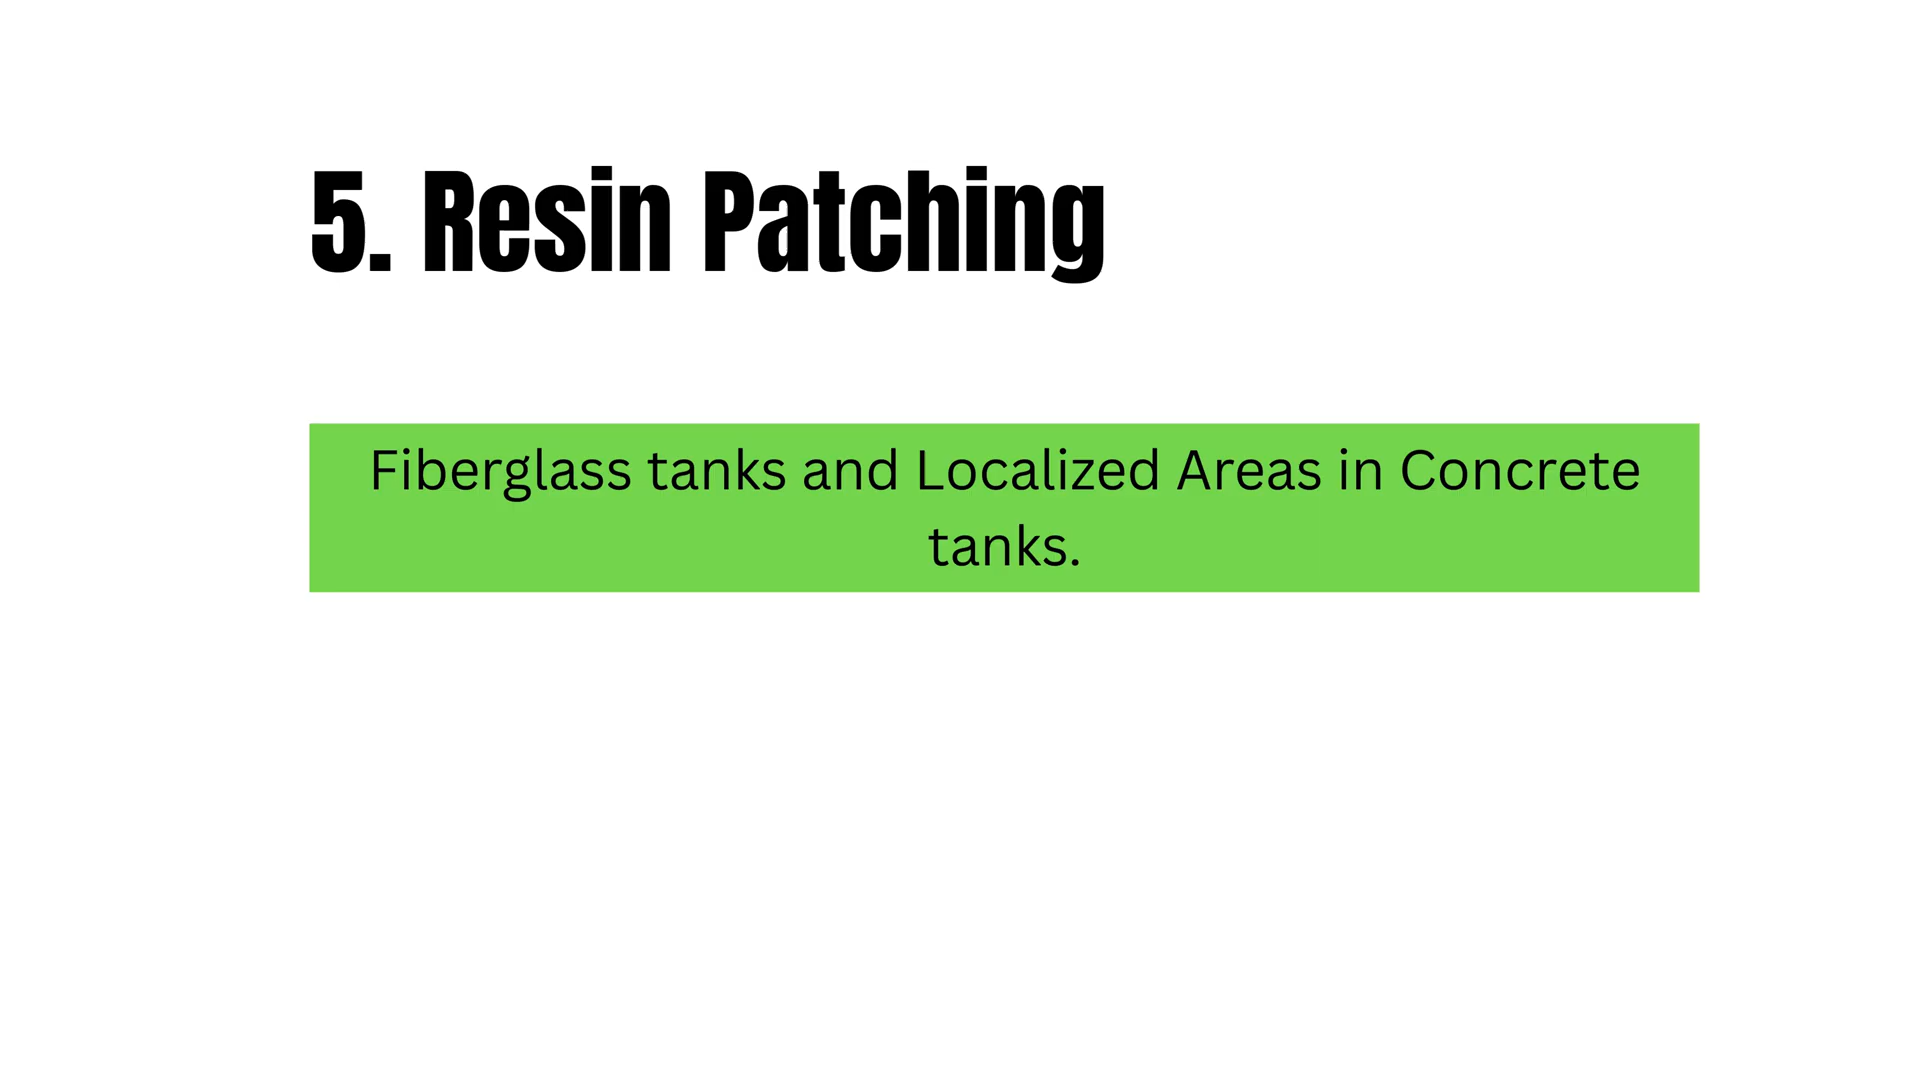 5. Resin Patching
Fiberglass tanks and Localized Areas in Concrete
tanks.